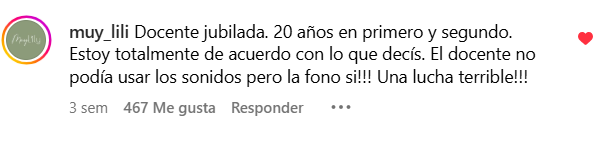 muy_lili Docente jubilada. 20 años en primero y segundo.
Estoy totalmente de acuerdo con lo que decís. El docente no
podía usar los sonidos pero la fono si!!! Una lucha terrible!!!
3 sem 467 Me gusta Responder